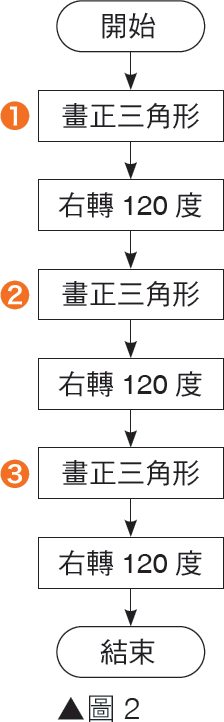 開始
❶ 畫正三角形
右轉 120 度
❷ 畫正三角形
右轉 120 度
❸ 畫正三角形
右轉 120 度
結束
▲圖 2